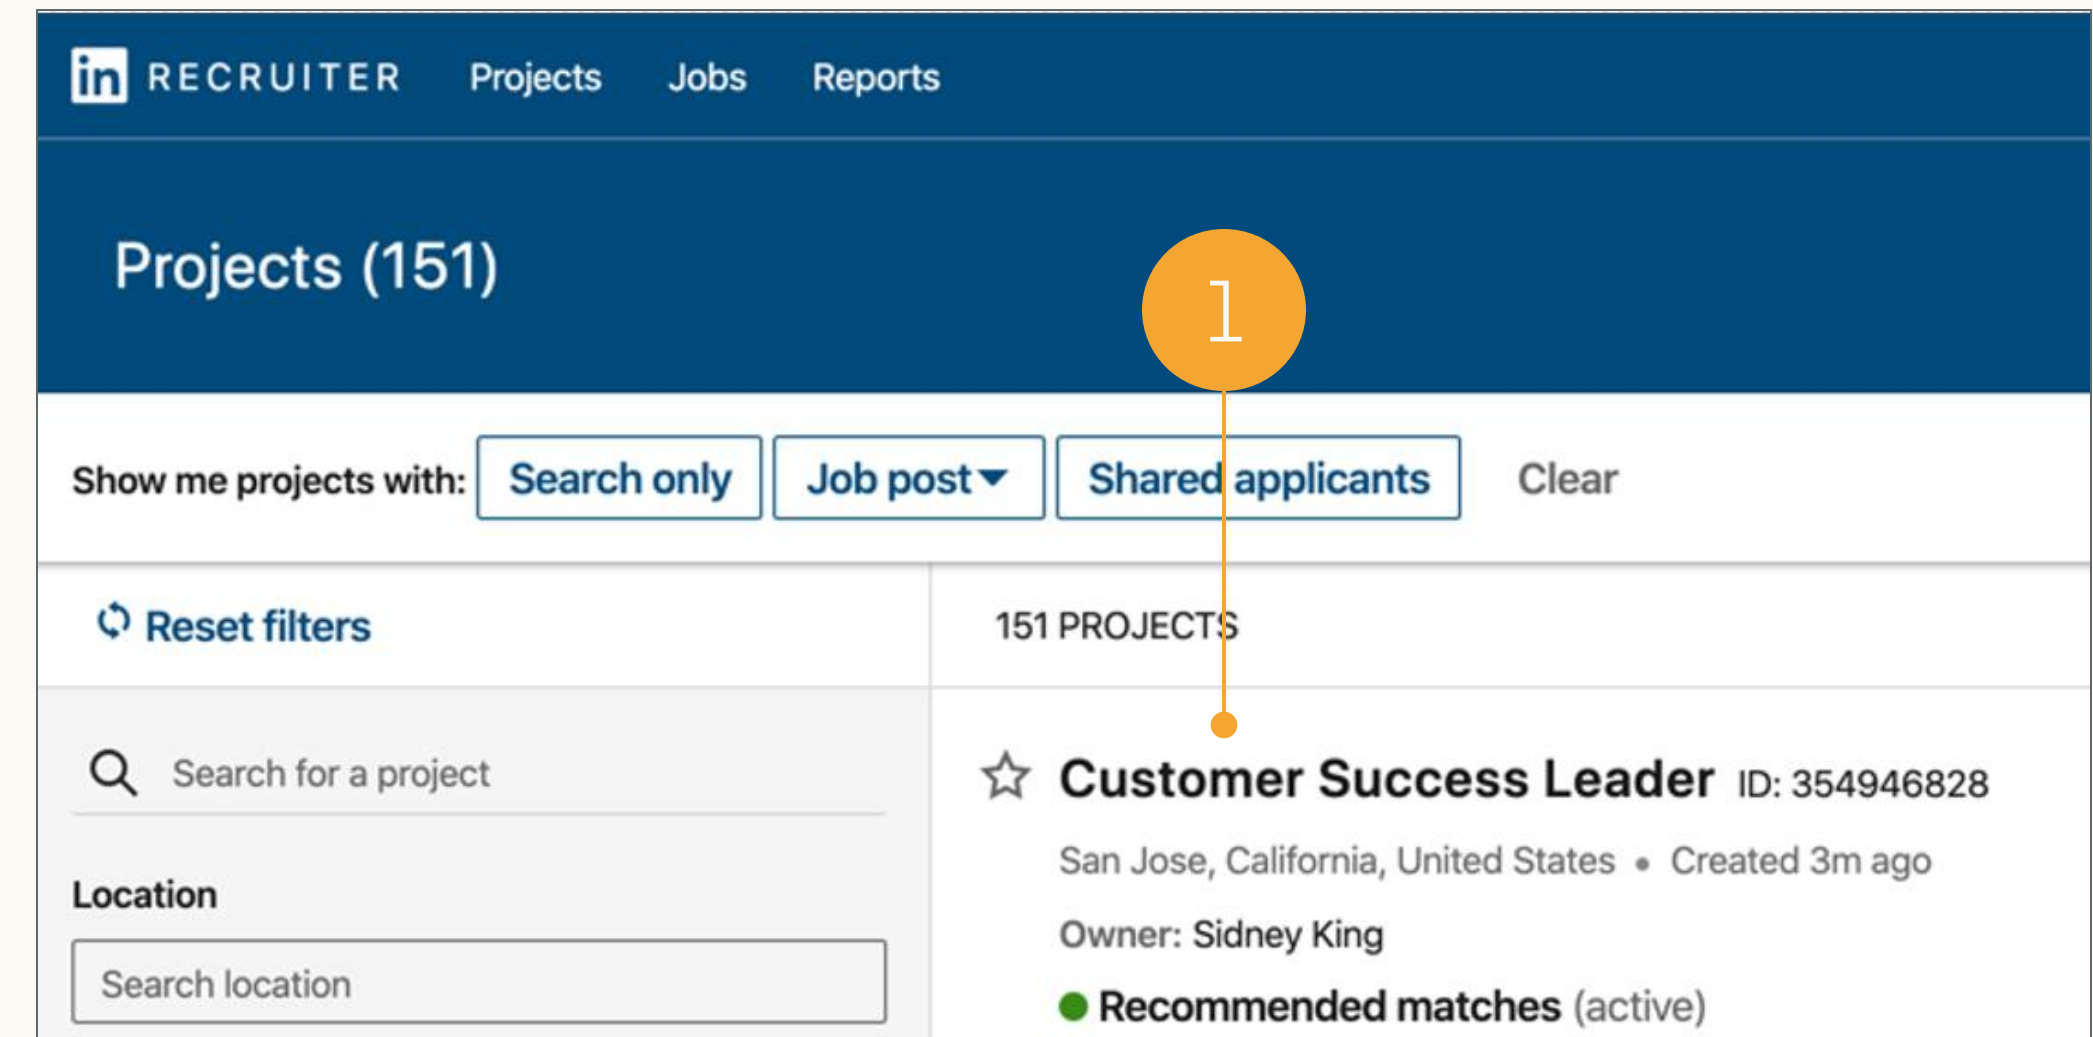 in RECRUITER Projects Jobs Reports
Projects (151)
1
Show me projects with: Search only Job post Shared applicants Clear
Reset filters
151 PROJECTS
Search for a project
Location
Search location
Customer Success Leader ID: 354946828
San Jose, California, United States • Created 3m ago
Owner: Sidney King
Recommended matches (active)